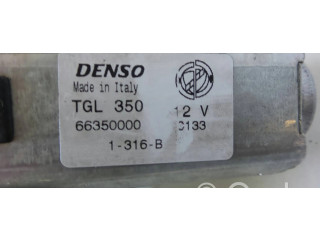 DENSO
Made in Italy
TGL 350 12 V
66350000 C133
1-316-B